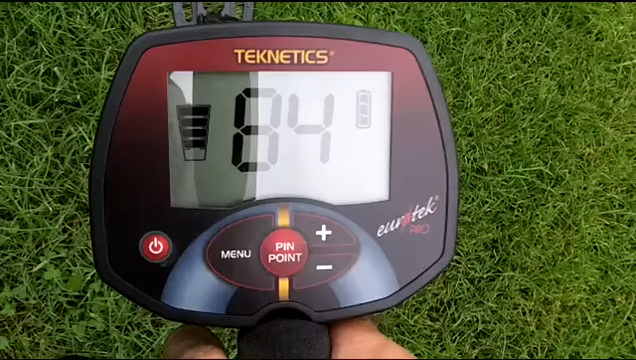 TEKNETICS®
84
eurotek®
PRO
MENU
PIN
POINT
+
−